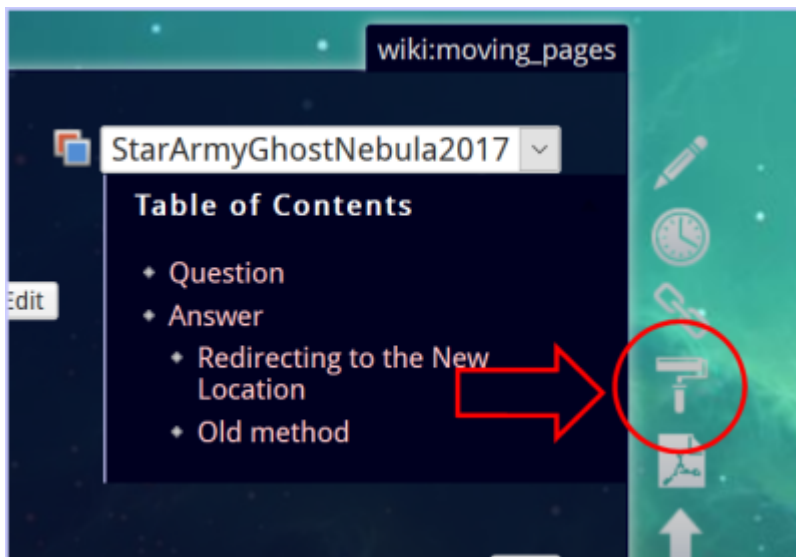 wiki:moving_pages
StarArmyGhostNebula2017
Table of Contents
Question
Edit
Answer
Redirecting to the New
Location
Old method